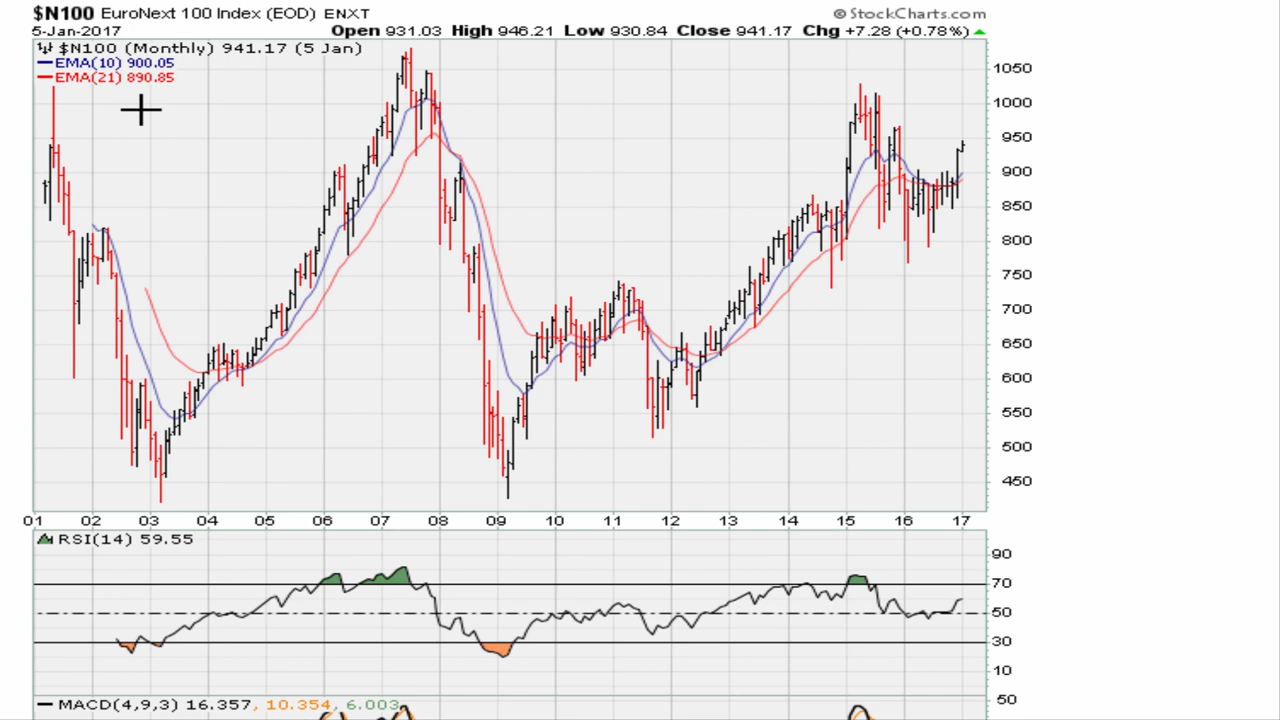 $N100 EuroNext 100 Index (EOD) ENXT © StockCharts.com
5-Jan-2017 Open 931.03 High 946.21 Low 930.84 Close 941.17 Chg +7.28 (+0.78%)
$N100 (Monthly) 941.17 (5 Jan)
EMA(10) 900.05
EMA(21) 890.85
1050
1000
950
900
850
800
750
700
650
600
550
500
450
01 02 03 04 05 06 07 08 09 10 11 12 13 14 15 16 17
RSI(14) 59.55
90
70
50
30
10
MACD(4,9,3) 16.357, 10.354, 6.003
50